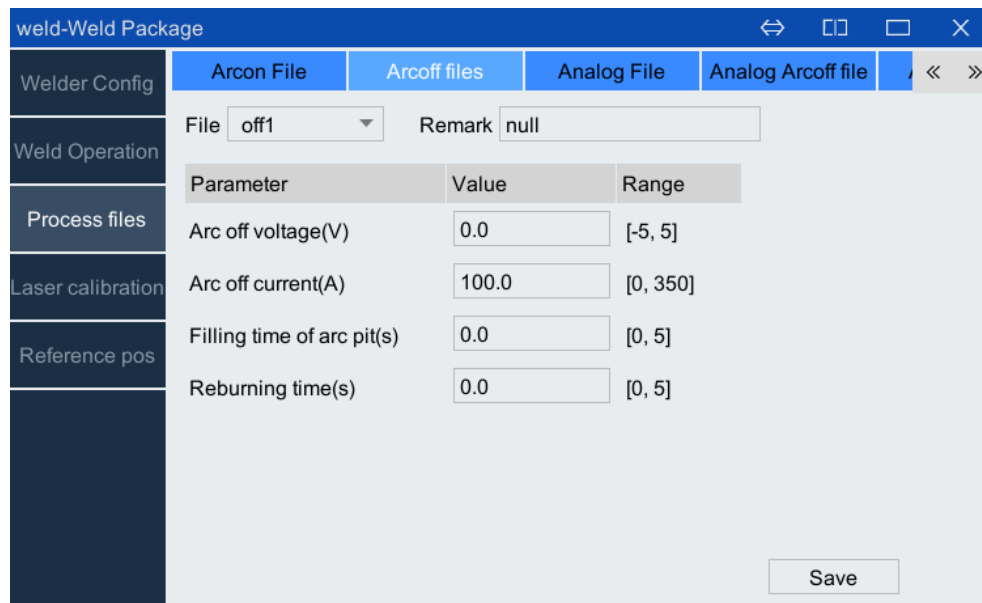 weld-Weld Package
Welder Config
Weld Operation
Process files
Laser calibration
Reference pos
Arcon File Arcoff files Analog File Analog Arcoff file
File off1 Remark null
Parameter Value Range
Arc off voltage(V) 0.0 [-5, 5]
Arc off current(A) 100.0 [0, 350]
Filling time of arc pit(s) 0.0 [0, 5]
Reburning time(s) 0.0 [0, 5]
Save